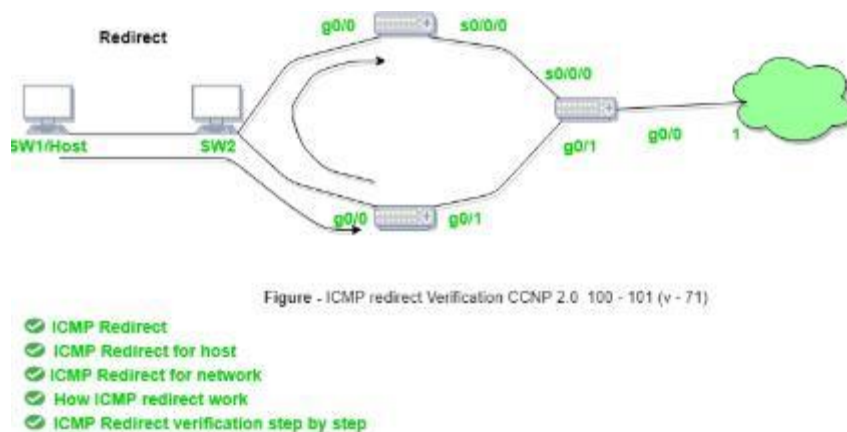 g0/0 s0/0/0
Redirect
s0/0/0
SW1/Host SW2
g0/1 g0/0 1
g0/0 g0/1
Figure - ICMP redirect Verification CCNP 2.0 100 - 101 (v - 71)
ICMP Redirect
ICMP Redirect for host
ICMP Redirect for network
How ICMP redirect work
ICMP Redirect verification step by step